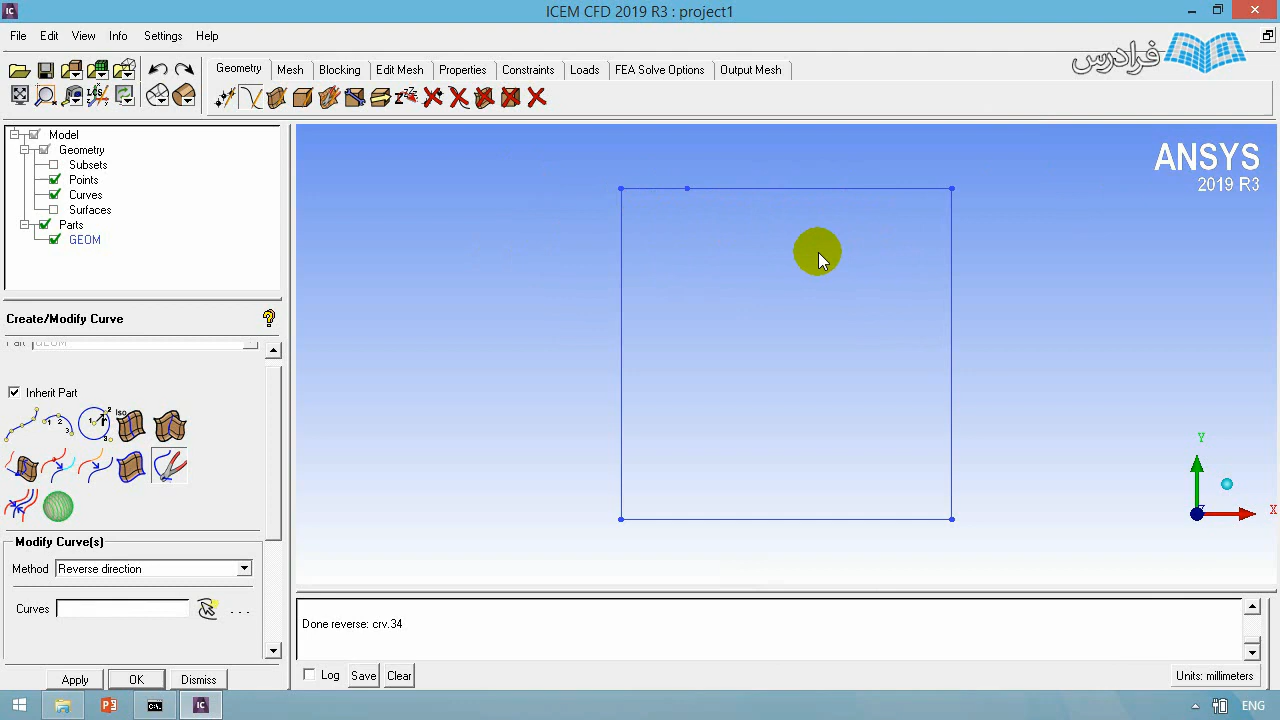 ICEM CFD 2019 R3 : project1
File Edit View Info Settings Help
فرادرس
Geometry Mesh Blocking Edit Mesh Properties Constraints Loads FEA Solve Options Output Mesh
Model
Geometry
Subsets
Points
Curves
Surfaces
Parts
GEOM
ANSYS
2019 R3
Create/Modify Curve
Part GEOM
Inherit Part
Modify Curve(s)
Method Reverse direction
Curves
Apply OK Dismiss
Y
X
Done reverse: crv.34
Log Save Clear
Units: millimeters
ENG